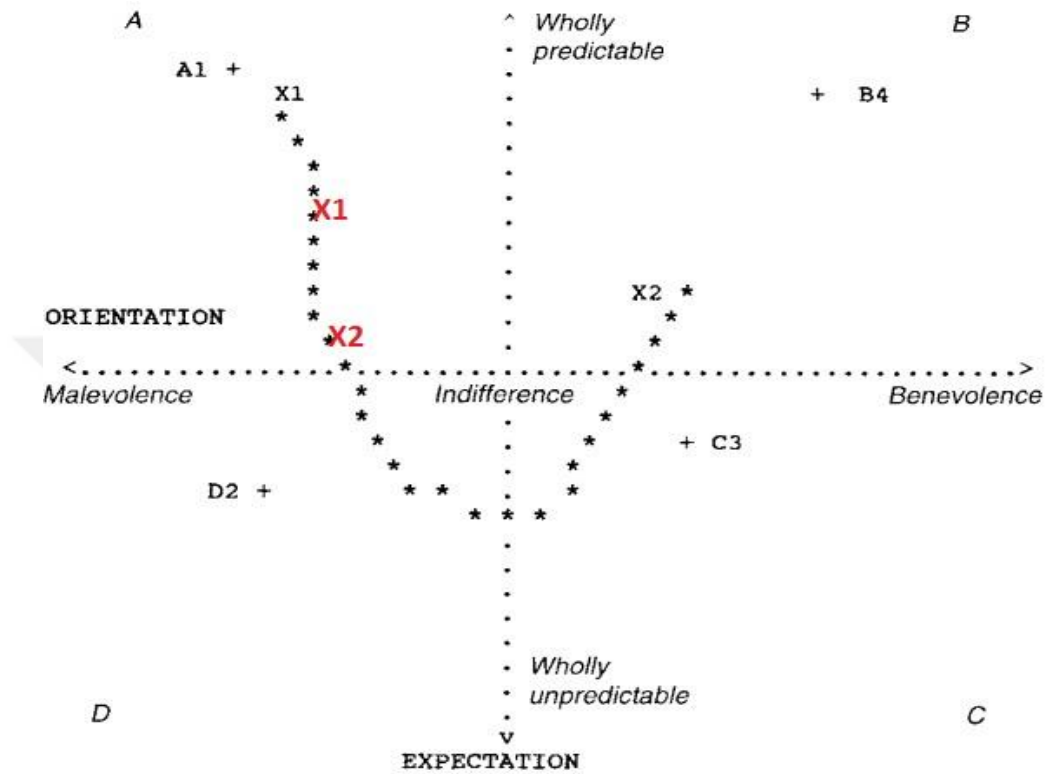 A
^ Wholly
predictable
B
A1 +
X1
+ B4
X1
X2 *
ORIENTATION
X2
< >
Malevolence Indifference Benevolence
+ C3
D2 +
Wholly
unpredictable
D
C
v
EXPECTATION